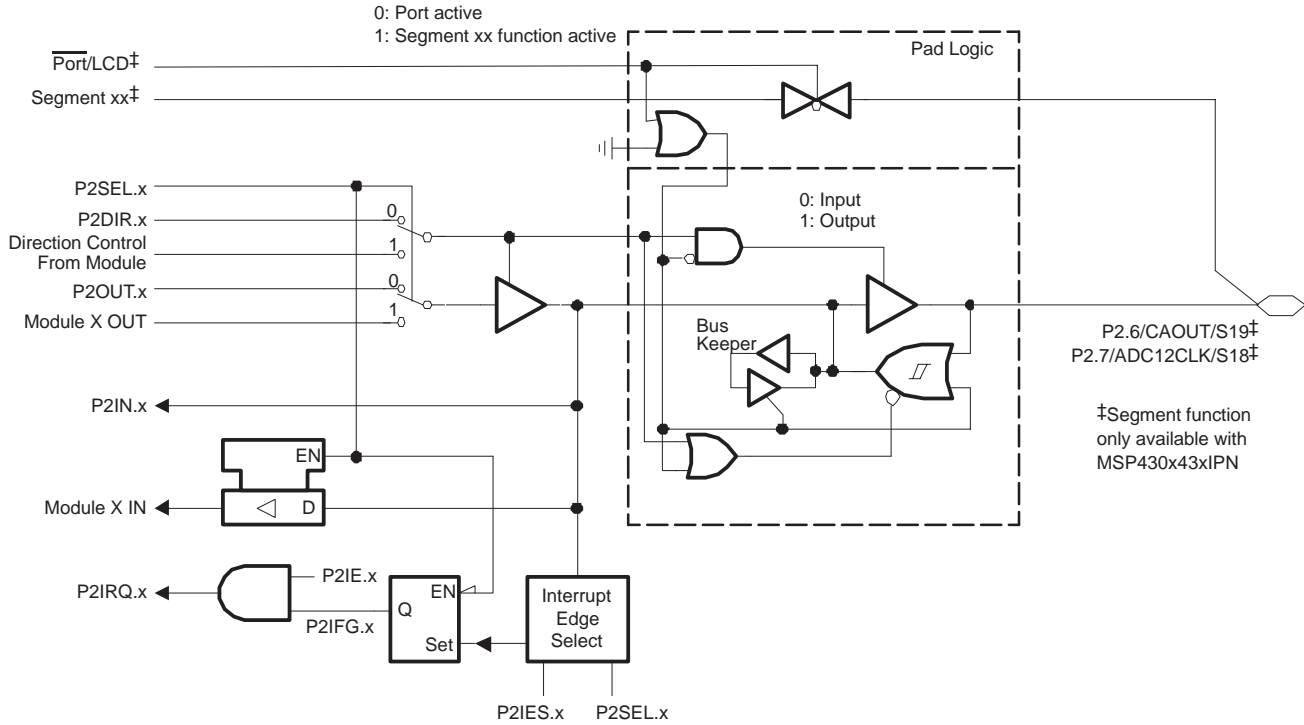 0: Port active
1: Segment xx function active
Pad Logic
Port/LCD‡
Segment xx‡
P2SEL.x
P2DIR.x
0
Direction Control
From Module
1
P2OUT.x
0
Module X OUT
1
0: Input
1: Output
Bus
Keeper
P2.6/CAOUT/S19‡
P2.7/ADC12CLK/S18‡
‡Segment function
only available with
MSP430x43xIPN
P2IN.x
EN
Module X IN
D
P2IRQ.x
P2IE.x
P2IFG.x
EN
Q
Set
Interrupt
Edge
Select
P2IES.x
P2SEL.x